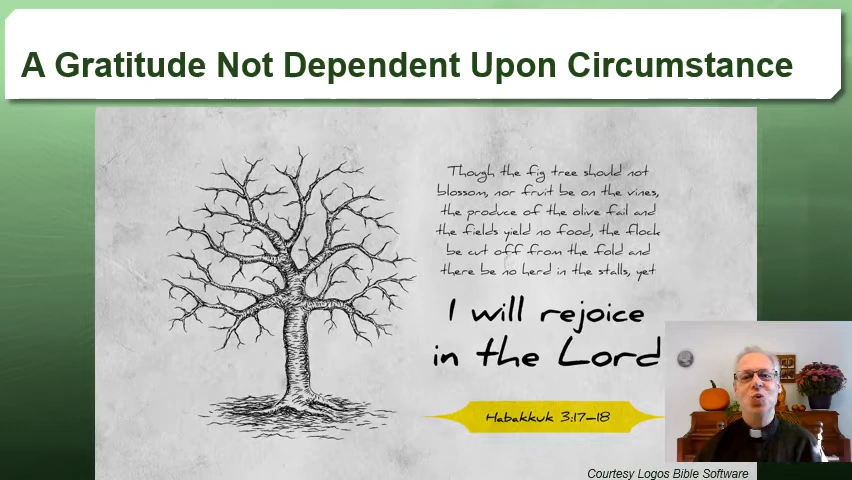 A Gratitude Not Dependent Upon Circumstance
Though the fig tree should not
blossom, nor fruit be on the vines,
the produce of the olive fail and
the fields yield no food, the flock
be cut off from the fold and
there be no herd in the stalls, yet
I will rejoice
in the Lord
Habakkuk 3:17-18
Courtesy Logos Bible Software